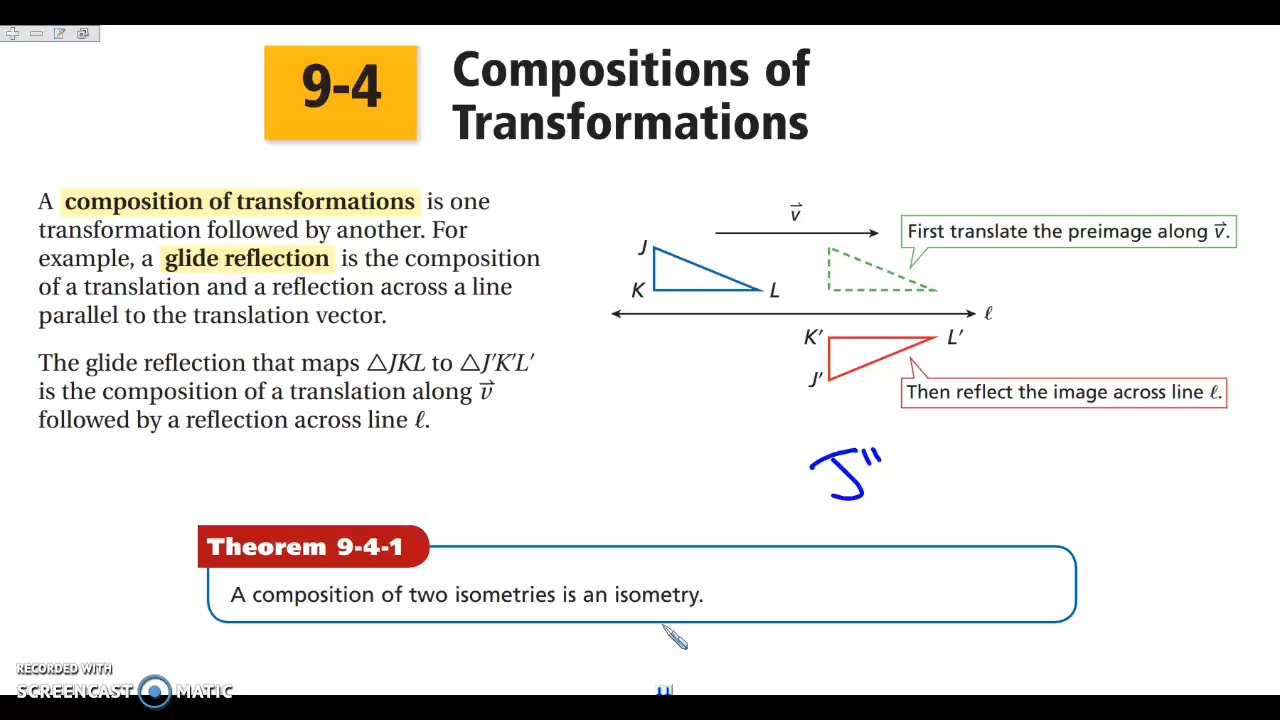 9-4
Compositions of
Transformations
A composition of transformations is one
transformation followed by another. For
example, a glide reflection is the composition
of a translation and a reflection across a line
parallel to the translation vector.
The glide reflection that maps △JKL to △J′K′L′
is the composition of a translation along v⃗
followed by a reflection across line ℓ.
v⃗
First translate the preimage along v⃗.
J
K
L
ℓ
K′
L′
J′
Then reflect the image across line ℓ.
J″
Theorem 9-4-1
A composition of two isometries is an isometry.
RECORDED WITH
SCREENCAST MATIC